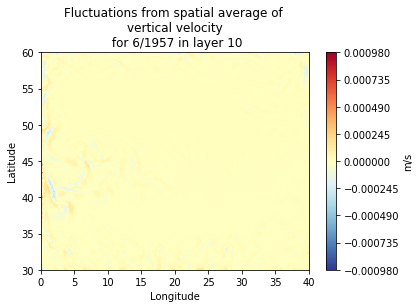 Fluctuations from spatial average of
vertical velocity
for 6/1957 in layer 10
60
55
50
45
40
35
30
Latitude
0 5 10 15 20 25 30 35 40
Longitude
0.000980
0.000735
0.000490
0.000245
0.000000
−0.000245
−0.000490
−0.000735
−0.000980
m/s